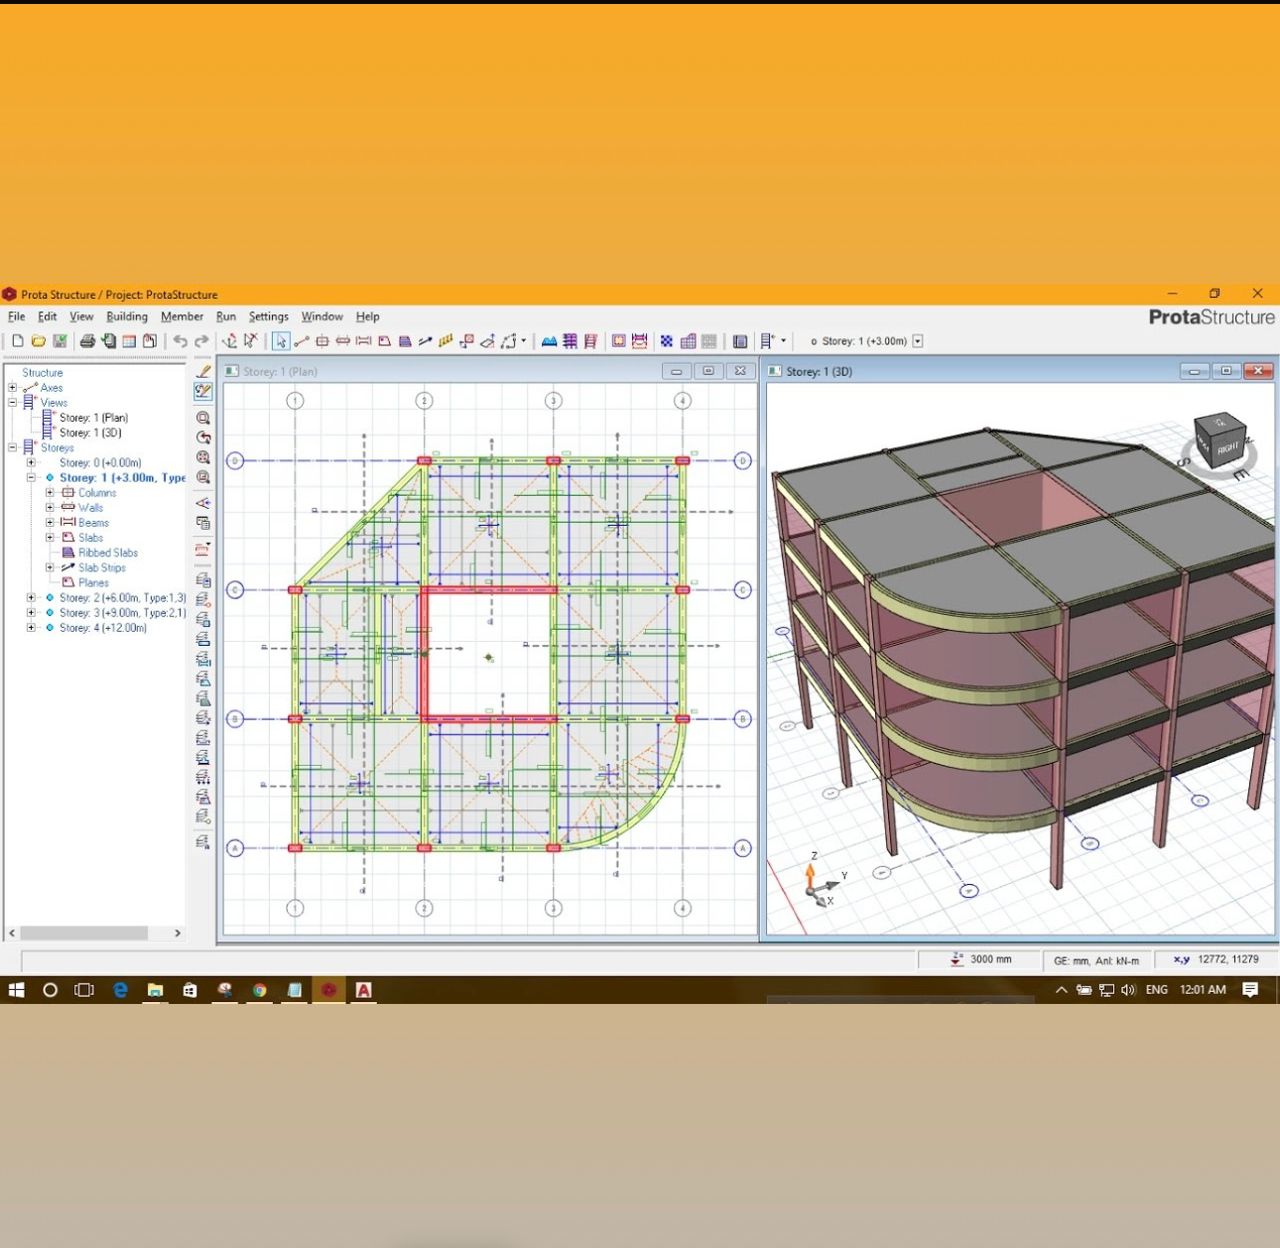 Prota Structure / Project: ProtaStructure
File Edit View Building Member Run Settings Window Help
ProtaStructure
Storey: 1 (+3.00m)
Structure
Axes
Views
Storey: 1 (Plan)
Storey: 1 (3D)
Storeys
Storey: 0 (+0.00m)
Storey: 1 (+3.00m, Type
Columns
Walls
Beams
Slabs
Ribbed Slabs
Slab Strips
Planes
Storey: 2 (+6.00m, Type:1,3)
Storey: 3 (+9.00m, Type:2,1)
Storey: 4 (+12.00m)
Storey: 1 (Plan)
1 2 3 4
D D
C C
B B
A A
1 2 3 4
Storey: 1 (3D)
RIGHT
S
E
Z
Y
X
Z= 3000 mm
GE: mm, Anl: kN-m
x,y 12772, 11279
ENG 12:01 AM